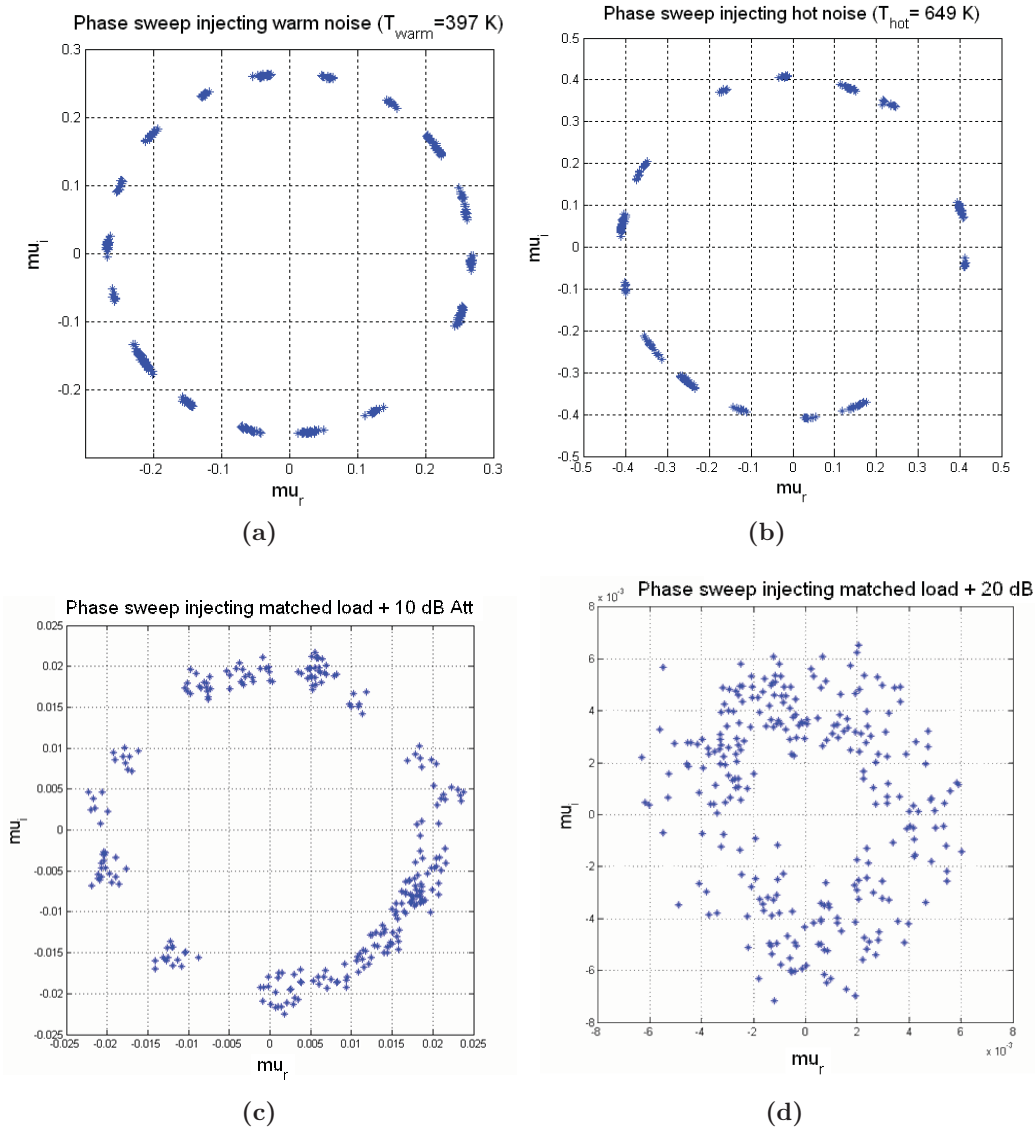 Phase sweep injecting warm noise (T_warm=397 K)
0.3
0.2
0.1
0
-0.1
-0.2
mu_i
-0.2 -0.1 0 0.1 0.2 0.3
mu_r
(a)
Phase sweep injecting hot noise (T_hot= 649 K)
0.5
0.4
0.3
0.2
0.1
0
-0.1
-0.2
-0.3
-0.4
-0.5
mu_i
-0.5 -0.4 -0.3 -0.2 -0.1 0 0.1 0.2 0.3 0.4 0.5
mu_r
(b)
Phase sweep injecting matched load + 10 dB Att
0.025
0.02
0.015
0.01
0.005
0
-0.005
-0.01
-0.015
-0.02
-0.025
mu_i
-0.025 -0.02 -0.015 -0.01 -0.005 0 0.005 0.01 0.015 0.02 0.025
mu_r
(c)
Phase sweep injecting matched load + 20 dB
x 10^-3
8
6
4
2
0
-2
-4
-6
-8
mu_i
-8 -6 -4 -2 0 2 4 6 8
x 10^-3
mu_r
(d)